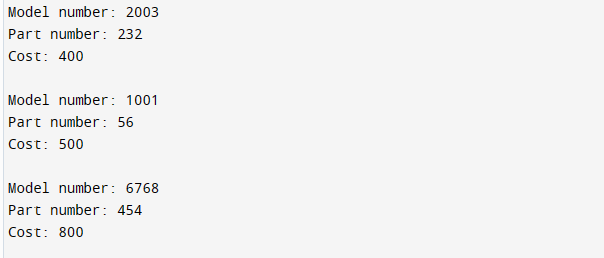 Model number: 2003
Part number: 232
Cost: 400
Model number: 1001
Part number: 56
Cost: 500
Model number: 6768
Part number: 454
Cost: 800